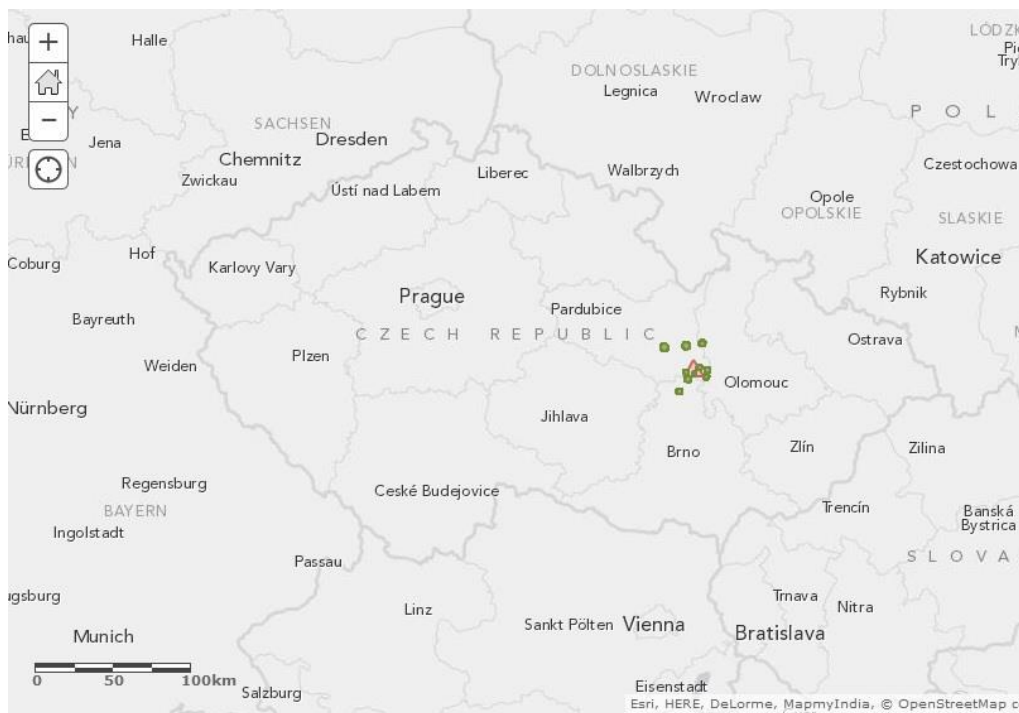 LÓDZK
Halle
DOLNOSLASKIE
Legnica
Wroclaw
P O L
SACHSEN
Dresden
Jena
Chemnitz
Zwickau
Ústí nad Labem
Liberec
Walbrzych
Czestochowa
Opole
OPOLSKIE
SLASKIE
Hof
Coburg
Karlovy Vary
Katowice
Prague
Pardubice
Rybnik
Bayreuth
CZECH REPUBLIC
Ostrava
Weiden
Plzen
Olomouc
Nürnberg
Jihlava
Brno
Zlín
Zilina
Regensburg
Ceské Budejovice
BAYERN
Trencín
Banská
Bystrica
Ingolstadt
Passau
S L O V A
ugsburg
Linz
Trnava
Nitra
Munich
Sankt Pölten
Vienna
Bratislava
0 50 100km
Salzburg
Eisenstadt
Esri, HERE, DeLorme, MapmyIndia, © OpenStreetMap c